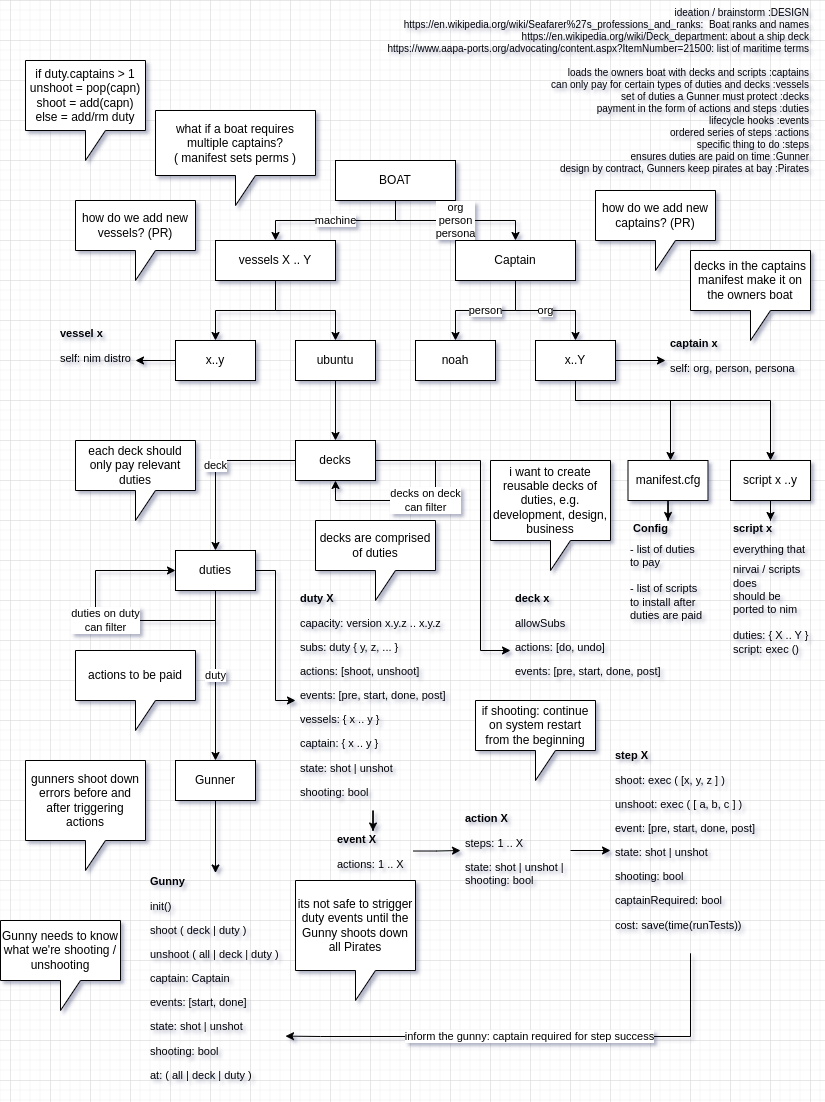 ideation / brainstorm :DESIGN
https://en.wikipedia.org/wiki/Seafarer%27s_professions_and_ranks: Boat ranks and names
https://en.wikipedia.org/wiki/Deck_department: about a ship deck
https://www.aapa-ports.org/advocating/content.aspx?ItemNumber=21500: list of maritime terms
loads the owners boat with decks and scripts :captains
can only pay for certain types of duties and decks :vessels
set of duties a Gunner must protect :decks
payment in the form of actions and steps :duties
lifecycle hooks :events
ordered series of steps :actions
specific thing to do :steps
ensures duties are paid on time :Gunner
design by contract, Gunners keep pirates at bay :Pirates
if duty.captains > 1
unshoot = pop(capn)
shoot = add(capn)
else = add/rm duty
what if a boat requires
multiple captains?
( manifest sets perms )
BOAT
how do we add new
vessels? (PR)
machine
org
person
persona
how do we add new
captains? (PR)
vessels X .. Y
Captain
decks in the captains
manifest make it on
the owners boat
person
org
vessel x
self: nim distro
x..y
ubuntu
noah
x..Y
captain x
self: org, person, persona
each deck should
only pay relevant
duties
deck
decks
decks on deck
can filter
i want to create
reusable decks of
duties, e.g.
development, design,
business
manifest.cfg
script x ..y
decks are comprised
of duties
Config
- list of duties
to pay
- list of scripts
to install after
duties are paid
script x
everything that
nirvai / scripts
does
should be
ported to nim
duties: { X .. Y }
script: exec ()
duties
duties on duty
can filter
duty X
capacity: version x.y.z .. x.y.z
subs: duty { y, z, ... }
actions: [shoot, unshoot]
events: [pre, start, done, post]
vessels: { x .. y }
captain: { x .. y }
state: shot | unshot
shooting: bool
deck x
allowSubs
actions: [do, undo]
events: [pre, start, done, post]
actions to be paid
duty
if shooting: continue
on system restart
from the beginning
gunners shoot down
errors before and
after triggering
actions
Gunner
event X
actions: 1 .. X
action X
steps: 1 .. X
state: shot | unshot |
shooting: bool
step X
shoot: exec ( [x, y, z ] )
unshoot: exec ( [ a, b, c ] )
event: [pre, start, done, post]
state: shot | unshot
shooting: bool
captainRequired: bool
cost: save(time(runTests))
Gunny needs to know
what we're shooting /
unshooting
Gunny
init()
shoot ( deck | duty )
unshoot ( all | deck | duty )
captain: Captain
events: [start, done]
state: shot | unshot
shooting: bool
at: ( all | deck | duty )
its not safe to strigger
duty events until the
Gunny shoots down
all Pirates
inform the gunny: captain required for step success